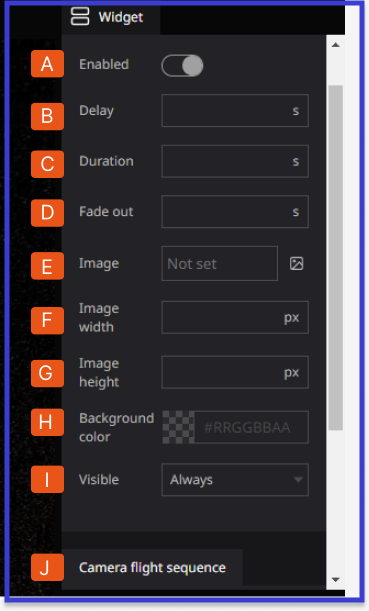 Widget
A Enabled
B Delay s
C Duration s
D Fade out s
E Image Not set
F Image
width px
G Image
height px
H Background
color #RRGGBBAA
I Visible Always
J Camera flight sequence